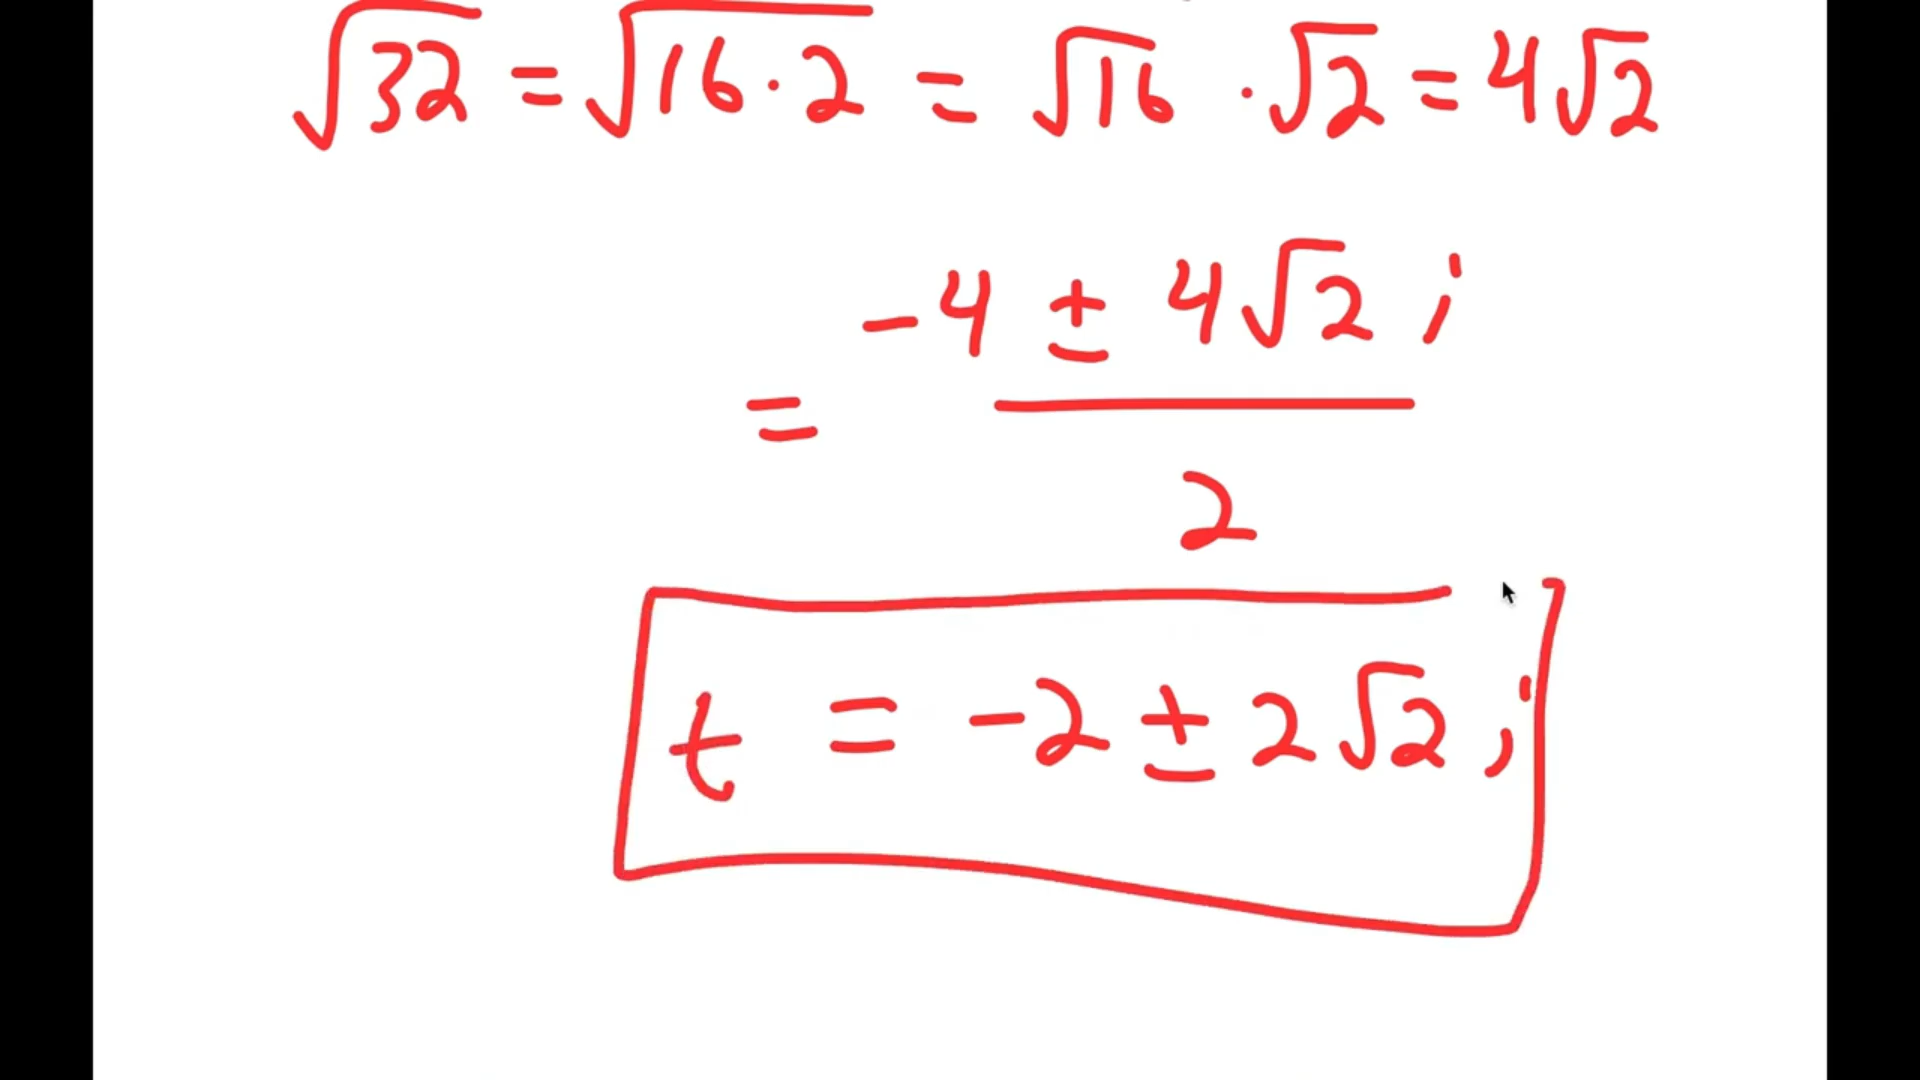 √32 = √16·2 = √16 · √2 = 4√2
= -4 ± 4√2 i
2
t = -2 ± 2√2 i